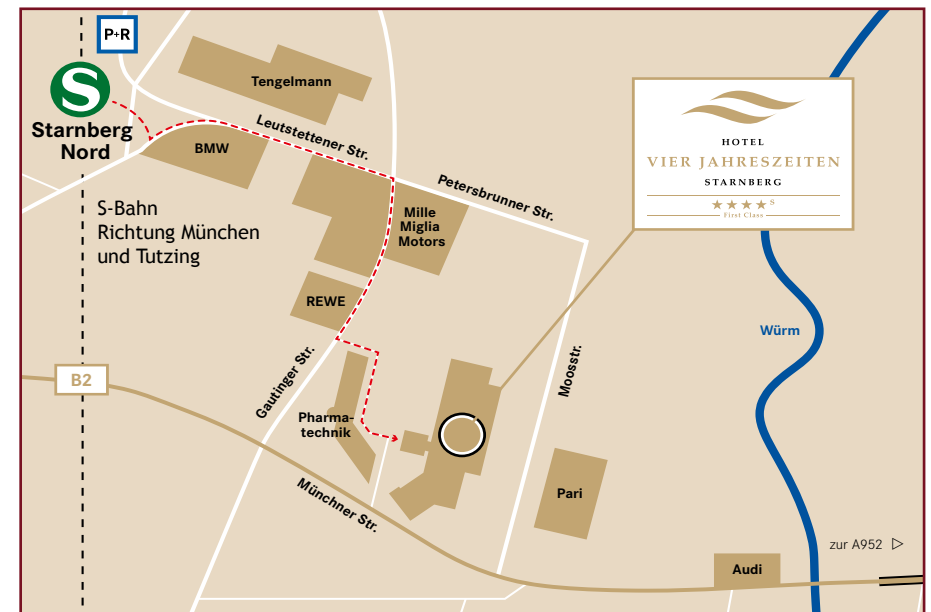 P+R
S
Starnberg
Nord
Tengelmann
BMW
Leutstettener Str.
Petersbrunner Str.
HOTEL
VIER JAHRESZEITEN
STARNBERG
★★★★S
First Class
S-Bahn
Richtung München
und Tutzing
Mille
Miglia
Motors
REWE
Würm
Gautinger Str.
Moosstr.
B2
Pharma-
technik
Münchner Str.
Pari
zur A952 ▷
Audi